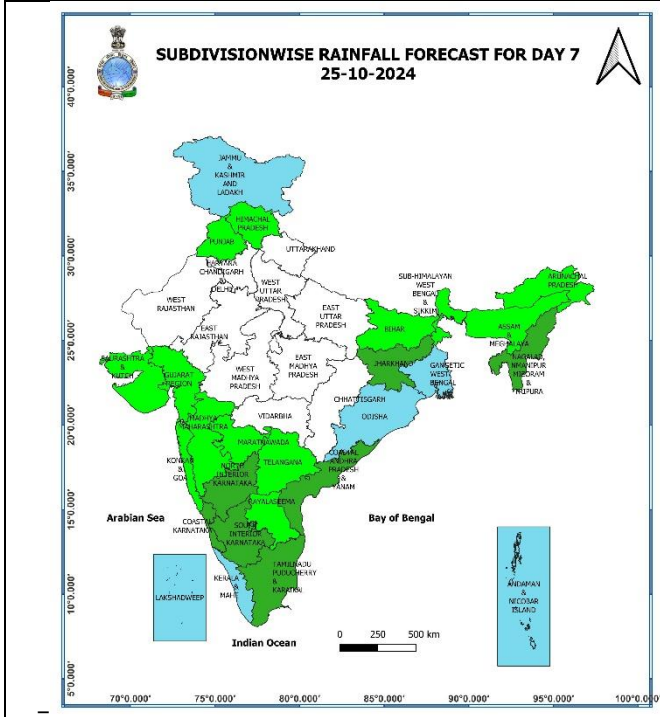 SUBDIVISIONWISE RAINFALL FORECAST FOR DAY 7
25-10-2024
40°0.000'
35°0.000'
30°0.000'
25°0.000'
20°0.000'
15°0.000'
10°0.000'
5°0.000'
JAMMU
&
KASHMIR
AND
LADAKH
HIMACHAL
PRADESH
PUNJAB
UTTARAKHAND
CHANDIGARH
&
DELHI
WEST
UTTAR
PRADESH
SUB-HIMALAYAN
WEST
BENGAL
&
SIKKIM
ARUNACHAL
PRADESH
WEST
RAJASTHAN
EAST
RAJASTHAN
EAST
UTTAR
PRADESH
BIHAR
ASSAM
&
MEGHALAYA
SAURASHTRA
&
KUTCH
GUJARAT
REGION
WEST
MADHYA
PRADESH
EAST
MADHYA
PRADESH
JHARKHAND
GANGETIC
WEST
BENGAL
MIZORAM
&
TRIPURA
CHHATTISGARH
ODISHA
VIDARBHA
MADHYA
MAHARASHTRA
MARATHWADA
TELANGANA
KONKAN
&
GOA
NORTH
INTERIOR
KARNATAKA
COASTAL
ANDHRA
PRADESH
&
YANAM
RAYALASEEMA
Arabian Sea
Bay of Bengal
COASTAL
KARNATAKA
SOUTH
INTERIOR
KARNATAKA
TAMILNADU
PUDUCHERRY
&
KARAIKAL
KERALA
&
MAHE
LAKSHADWEEP
ANDAMAN
&
NICOBAR
ISLAND
Indian Ocean
0 250 500 km
70°0.000' 75°0.000' 80°0.000' 85°0.000' 90°0.000' 95°0.000' 100°0.000'